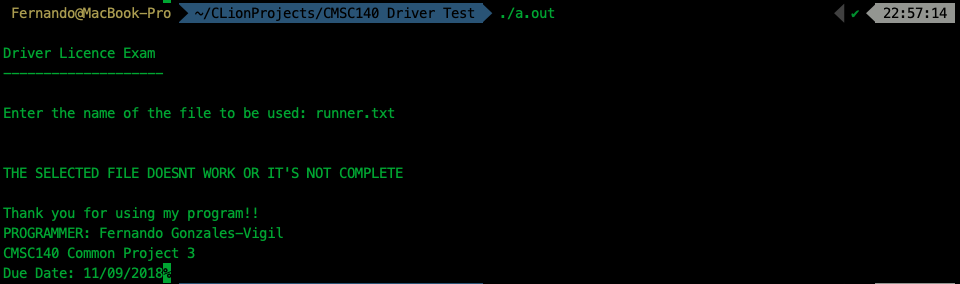 Fernando@MacBook-Pro ~/CLionProjects/CMSC140 Driver Test ./a.out ✔ 22:57:14
Driver Licence Exam
--------------------
Enter the name of the file to be used: runner.txt
THE SELECTED FILE DOESNT WORK OR IT'S NOT COMPLETE
Thank you for using my program!!
PROGRAMMER: Fernando Gonzales-Vigil
CMSC140 Common Project 3
Due Date: 11/09/2018%